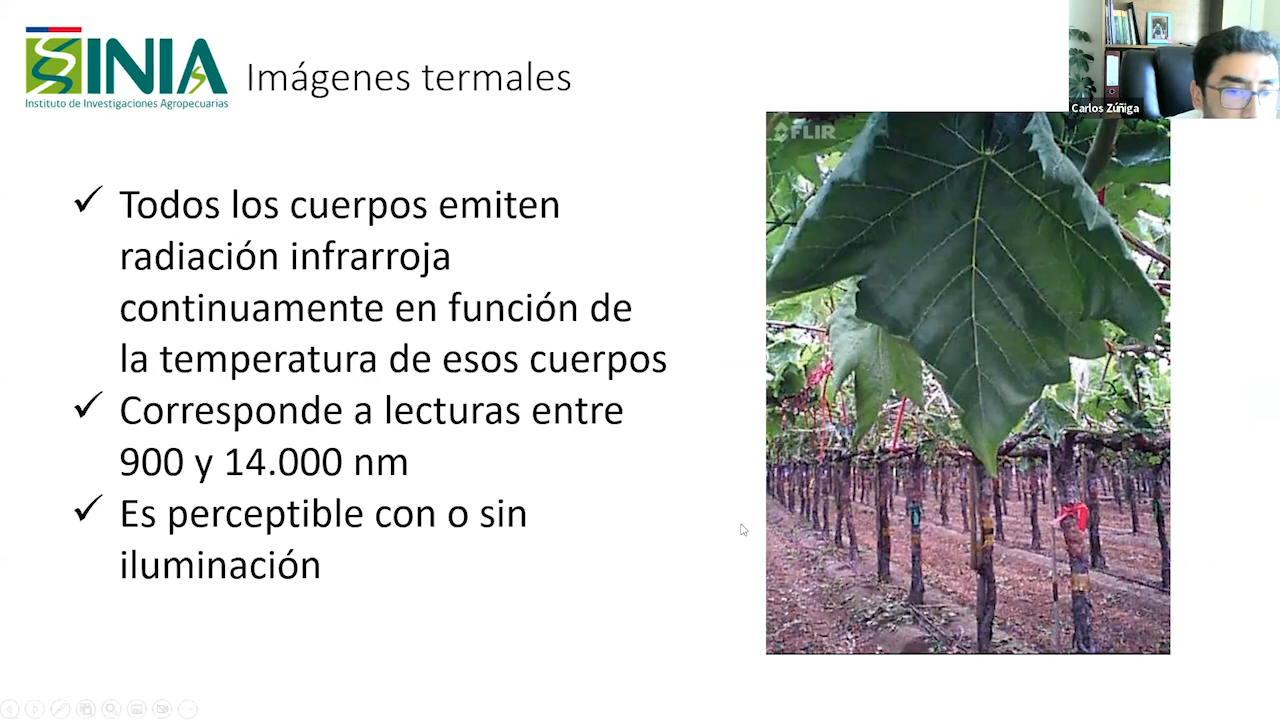 INIA
Instituto de Investigaciones Agropecuarias
Imágenes termales
Carlos Zúñiga
FLIR
Todos los cuerpos emiten
radiación infrarroja
continuamente en función de
la temperatura de esos cuerpos
Corresponde a lecturas entre
900 y 14.000 nm
Es perceptible con o sin
iluminación